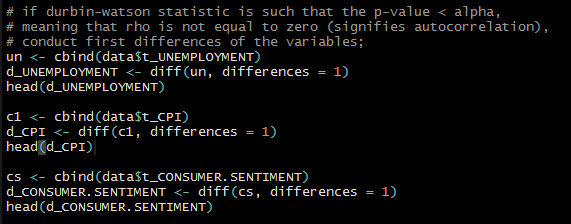 # if durbin-watson statistic is such that the p-value < alpha,
# meaning that rho is not equal to zero (signifies autocorrelation),
# conduct first differences of the variables;
un <- cbind(data$t_UNEMPLOYMENT)
d_UNEMPLOYMENT <- diff(un, differences = 1)
head(d_UNEMPLOYMENT)
c1 <- cbind(data$t_CPI)
d_CPI <- diff(c1, differences = 1)
head(d_CPI)
cs <- cbind(data$t_CONSUMER.SENTIMENT)
d_CONSUMER.SENTIMENT <- diff(cs, differences = 1)
head(d_CONSUMER.SENTIMENT)